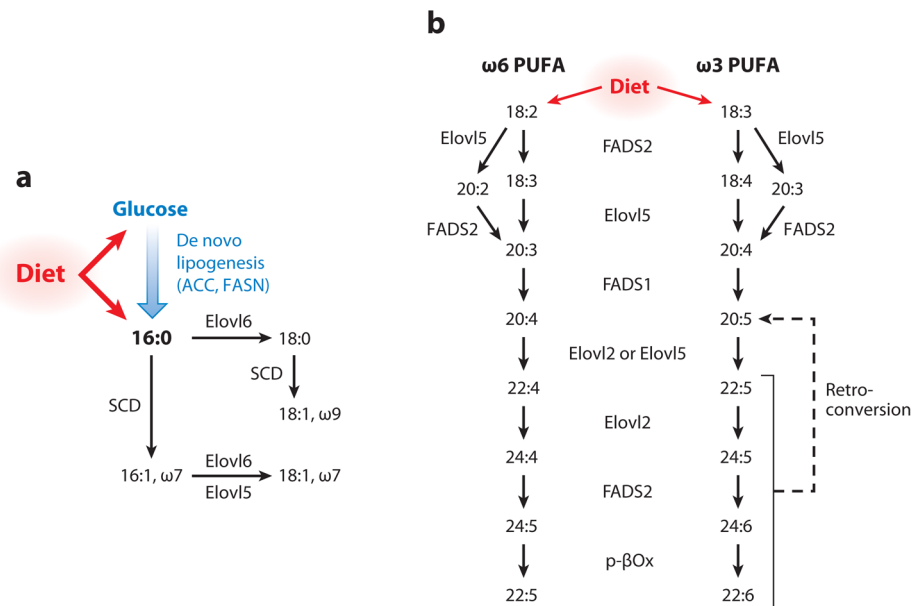 a
Glucose
Diet
De novo
lipogenesis
(ACC, FASN)
16:0
Elovl6
18:0
SCD
SCD
18:1, ω9
16:1, ω7
Elovl6
Elovl5
18:1, ω7
b
ω6 PUFA
ω3 PUFA
Diet
18:2
18:3
Elovl5
FADS2
Elovl5
20:2
18:3
18:4
20:3
FADS2
Elovl5
FADS2
20:3
20:4
FADS1
20:4
20:5
Elovl2 or Elovl5
22:4
22:5
Retro-
conversion
Elovl2
24:4
24:5
FADS2
24:5
24:6
p-βOx
22:5
22:6